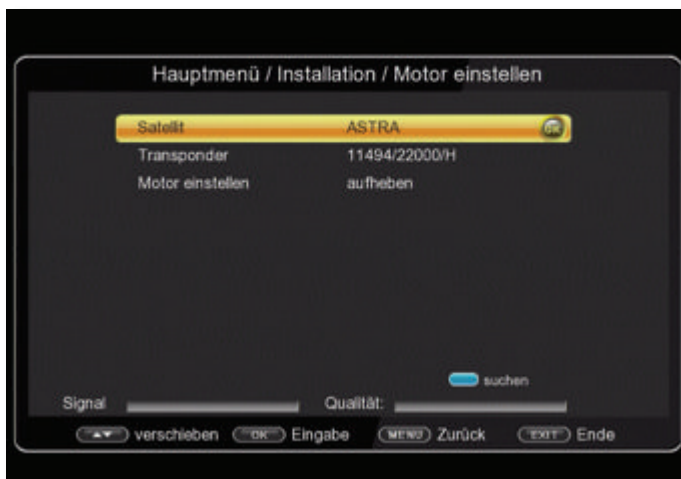 Hauptmenü / Installation / Motor einstellen
Satellit ASTRA OK
Transponder 11494/22000/H
Motor einstellen aufheben
suchen
Signal Qualität:
verschieben OK Eingabe MENU Zurück EXIT Ende